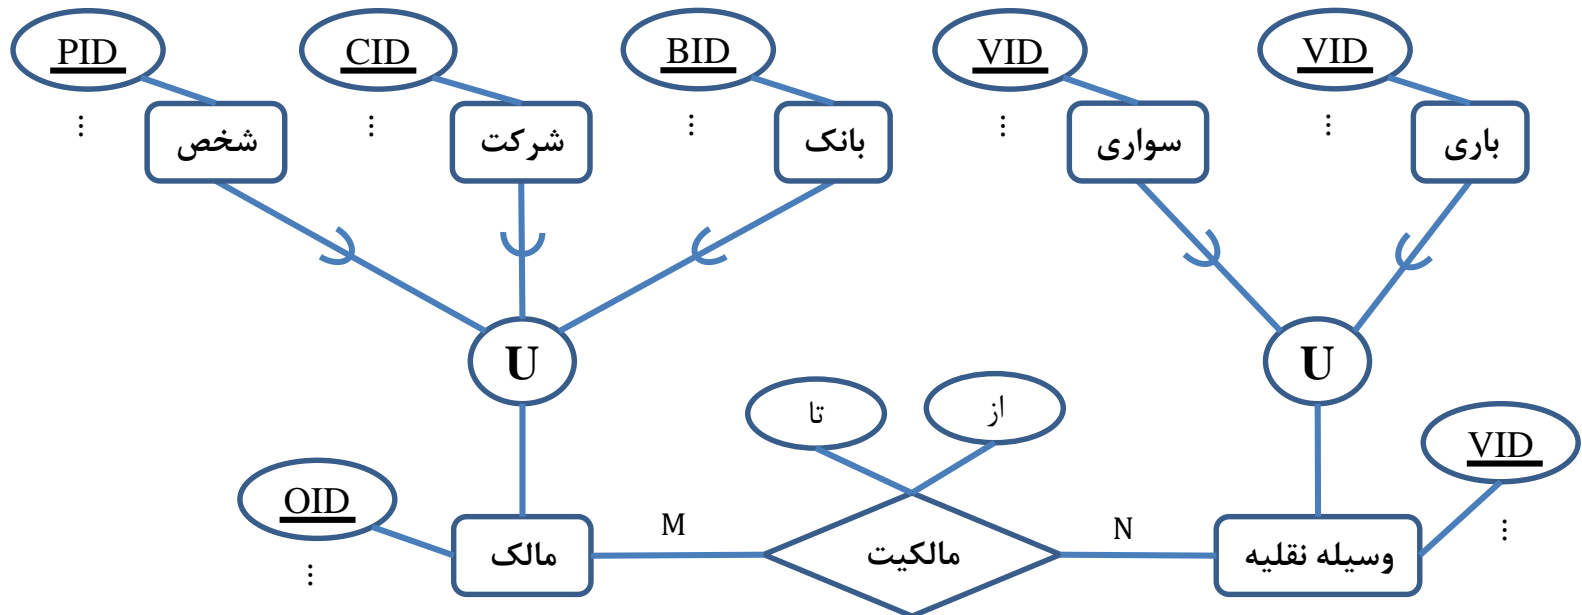 PID
CID
BID
VID
VID
شخص
شرکت
بانک
سواری
باری
⋮
⋮
⋮
⋮
⋮
U
U
تا
از
VID
OID
M
N
مالک
مالکیت
وسیله نقلیه
⋮
⋮